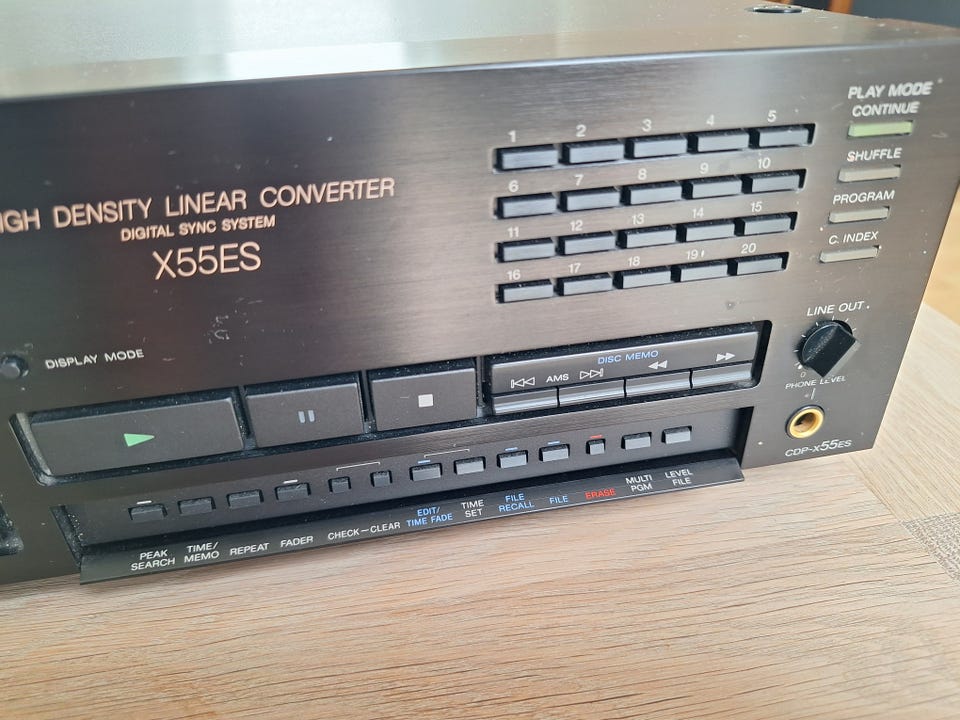 IGH DENSITY LINEAR CONVERTER
DIGITAL SYNC SYSTEM
X55ES
1 2 3 4 5
6 7 8 9 10
11 12 13 14 15
16 17 18 19 20
PLAY MODE
CONTINUE
SHUFFLE
PROGRAM
C. INDEX
LINE OUT
0
PHONE LEVEL
CDP-X55ES
DISPLAY MODE
DISC MEMO
AMS
PEAK
SEARCH
TIME/
MEMO
REPEAT
FADER
CHECK—CLEAR
EDIT/
TIME FADE
TIME
SET
FILE
RECALL
FILE
ERASE
MULTI
PGM
LEVEL
FILE